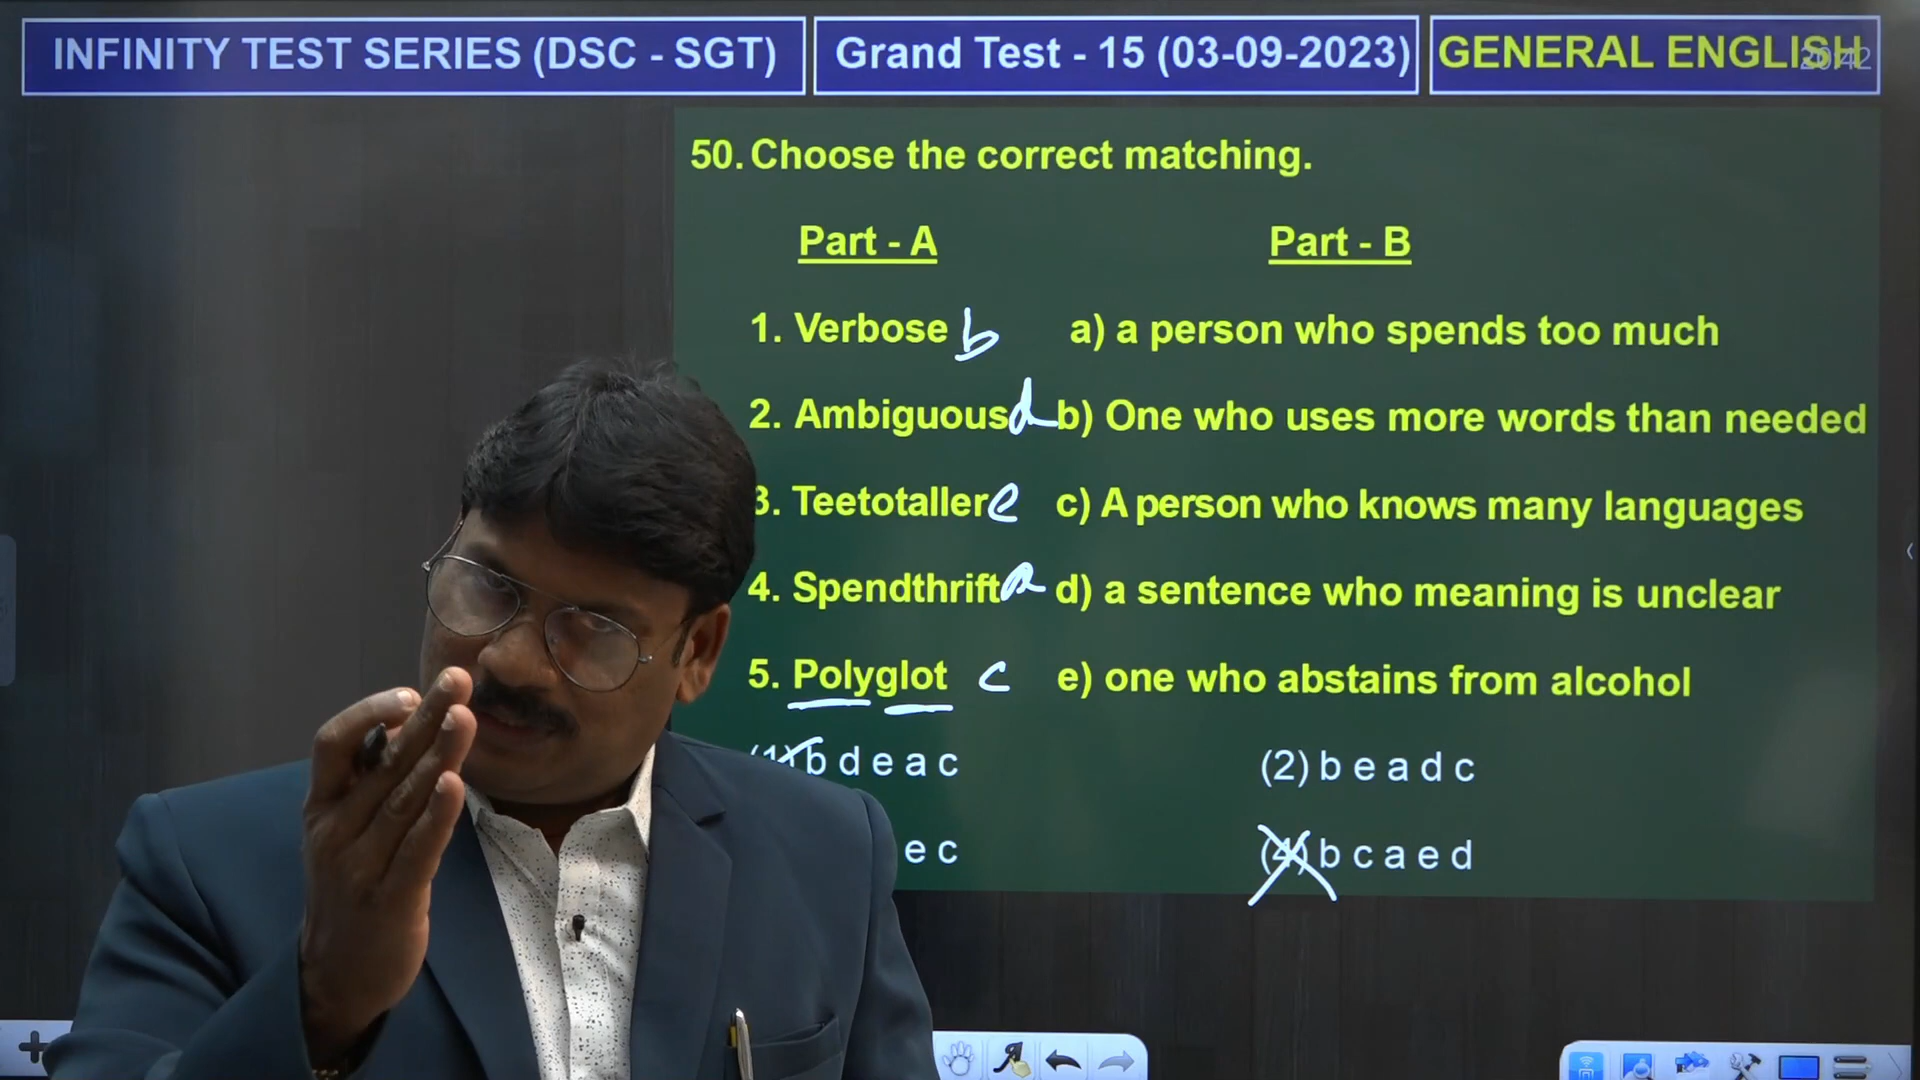 INFINITY TEST SERIES (DSC - SGT) Grand Test - 15 (03-09-2023) GENERAL ENGLISH
50. Choose the correct matching.
Part - A Part - B
1. Verbose b a) a person who spends too much
2. Ambiguous d b) One who uses more words than needed
3. Teetotaller e c) A person who knows many languages
4. Spendthrift a d) a sentence who meaning is unclear
5. Polyglot c e) one who abstains from alcohol
(1) b d e a c (2) b e a d c
e c (4) b c a e d